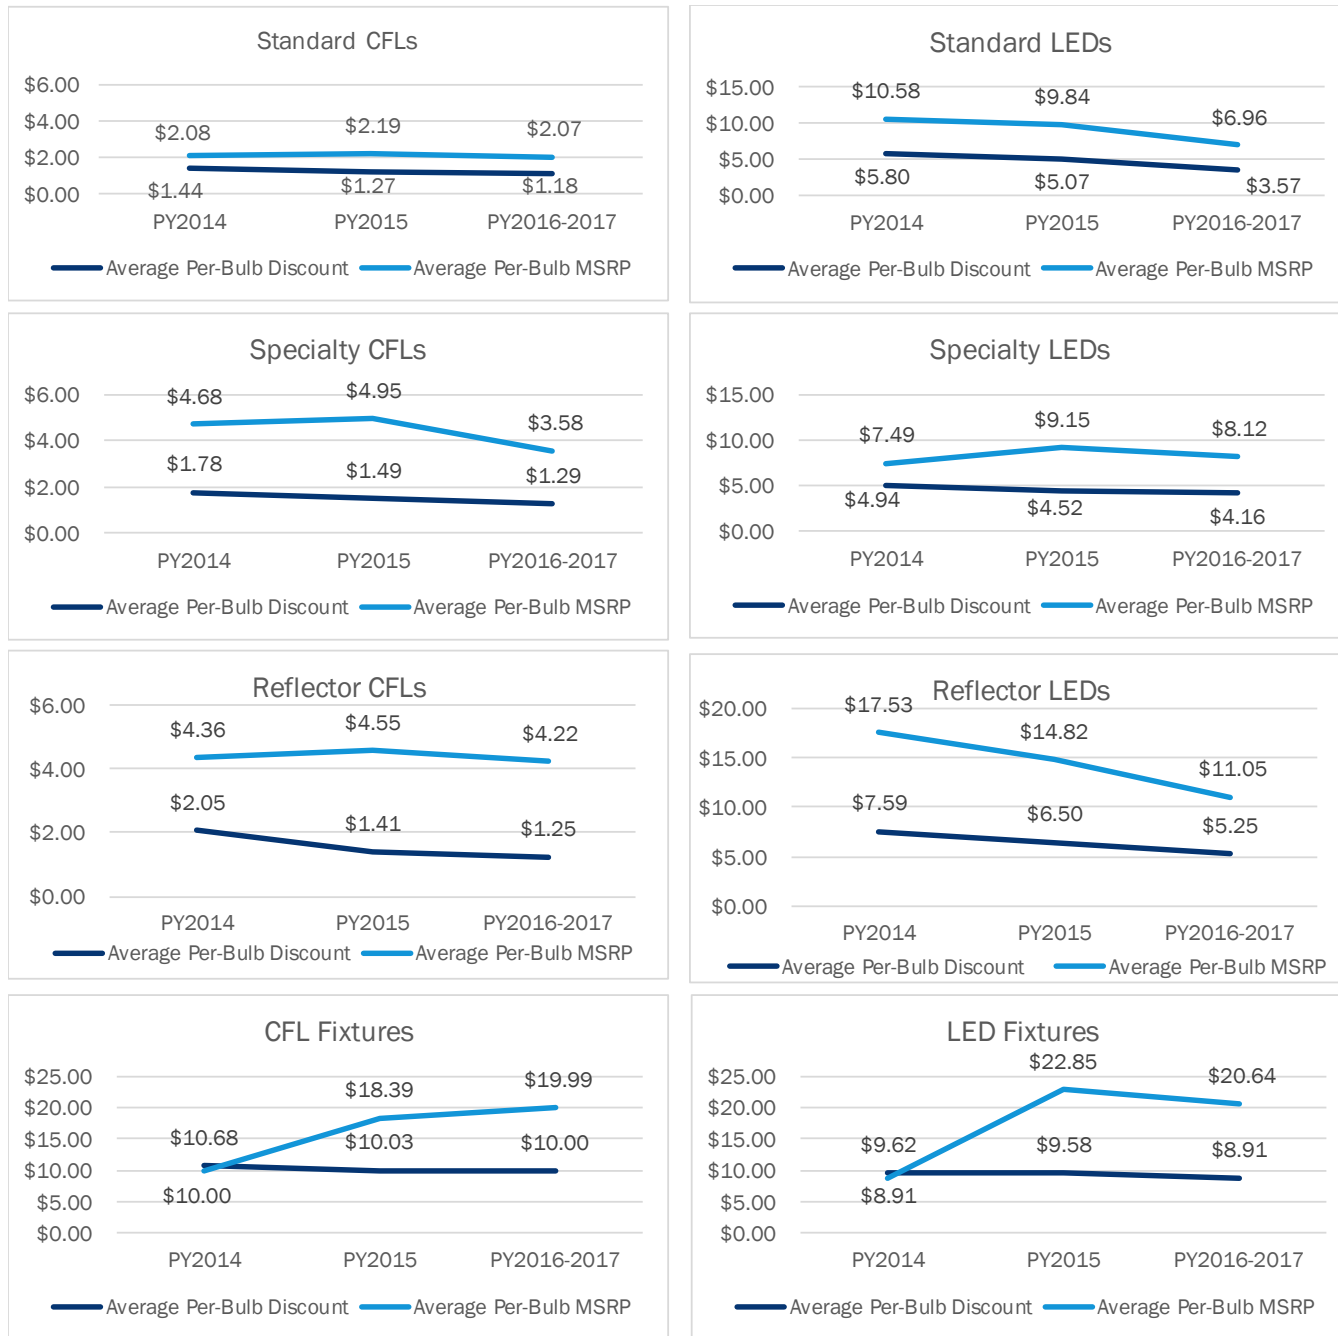 Standard CFLs
$6.00
$4.00
$2.00
$0.00
$2.08
$2.19
$2.07
$1.44
$1.27
$1.18
PY2014
PY2015
PY2016-2017
Average Per-Bulb Discount
Average Per-Bulb MSRP
Standard LEDs
$15.00
$10.00
$5.00
$0.00
$10.58
$9.84
$6.96
$5.80
$5.07
$3.57
PY2014
PY2015
PY2016-2017
Average Per-Bulb Discount
Average Per-Bulb MSRP
Specialty CFLs
$6.00
$4.00
$2.00
$0.00
$4.68
$4.95
$3.58
$1.78
$1.49
$1.29
PY2014
PY2015
PY2016-2017
Average Per-Bulb Discount
Average Per-Bulb MSRP
Specialty LEDs
$15.00
$10.00
$5.00
$0.00
$7.49
$9.15
$8.12
$4.94
$4.52
$4.16
PY2014
PY2015
PY2016-2017
Average Per-Bulb Discount
Average Per-Bulb MSRP
Reflector CFLs
$6.00
$4.00
$2.00
$0.00
$4.36
$4.55
$4.22
$2.05
$1.41
$1.25
PY2014
PY2015
PY2016-2017
Average Per-Bulb Discount
Average Per-Bulb MSRP
Reflector LEDs
$20.00
$15.00
$10.00
$5.00
$0.00
$17.53
$14.82
$11.05
$7.59
$6.50
$5.25
PY2014
PY2015
PY2016-2017
Average Per-Bulb Discount
Average Per-Bulb MSRP
CFL Fixtures
$25.00
$20.00
$15.00
$10.00
$5.00
$0.00
$18.39
$19.99
$10.68
$10.03
$10.00
$10.00
PY2014
PY2015
PY2016-2017
Average Per-Bulb Discount
Average Per-Bulb MSRP
LED Fixtures
$25.00
$20.00
$15.00
$10.00
$5.00
$0.00
$22.85
$20.64
$9.62
$9.58
$8.91
$8.91
PY2014
PY2015
PY2016-2017
Average Per-Bulb Discount
Average Per-Bulb MSRP